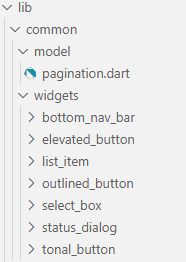 lib
common
model
pagination.dart
widgets
bottom_nav_bar
elevated_button
list_item
outlined_button
select_box
status_dialog
tonal_button